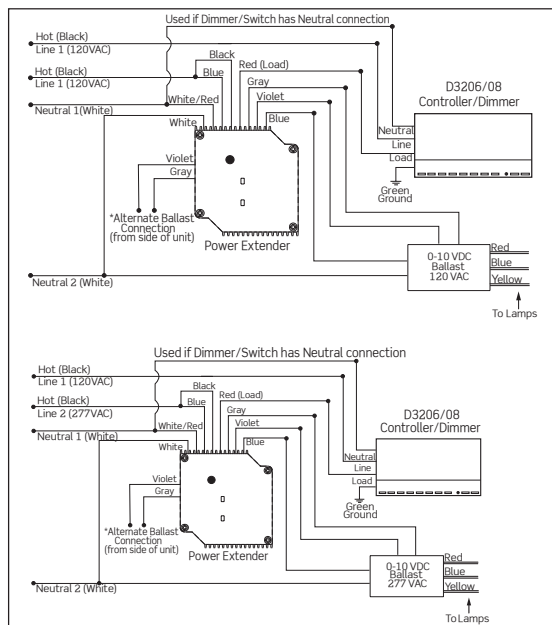 Used if Dimmer/Switch has Neutral connection
Hot (Black)
Line 1 (120VAC)
Hot (Black)
Line 1 (120VAC)
Neutral 1(White)
Black
Blue
White/Red
White
Red (Load)
Gray
Violet
Blue
D3206/08
Controller/Dimmer
Neutral
Line
Load
Green
Ground
Violet
Gray
*Alternate Ballast
Connection
(from side of unit)
Power Extender
Neutral 2 (White)
0-10 VDC
Ballast
120 VAC
Red
Blue
Yellow
To Lamps
Used if Dimmer/Switch has Neutral connection
Hot (Black)
Line 1 (120VAC)
Hot (Black)
Line 2 (277VAC)
Neutral 1 (White)
Black
Blue
White/Red
White
Red (Load)
Gray
Violet
Blue
D3206/08
Controller/Dimmer
Neutral
Line
Load
Green
Ground
Violet
Gray
*Alternate Ballast
Connection
(from side of unit)
Power Extender
Neutral 2 (White)
0-10 VDC
Ballast
277 VAC
Red
Blue
Yellow
To Lamps